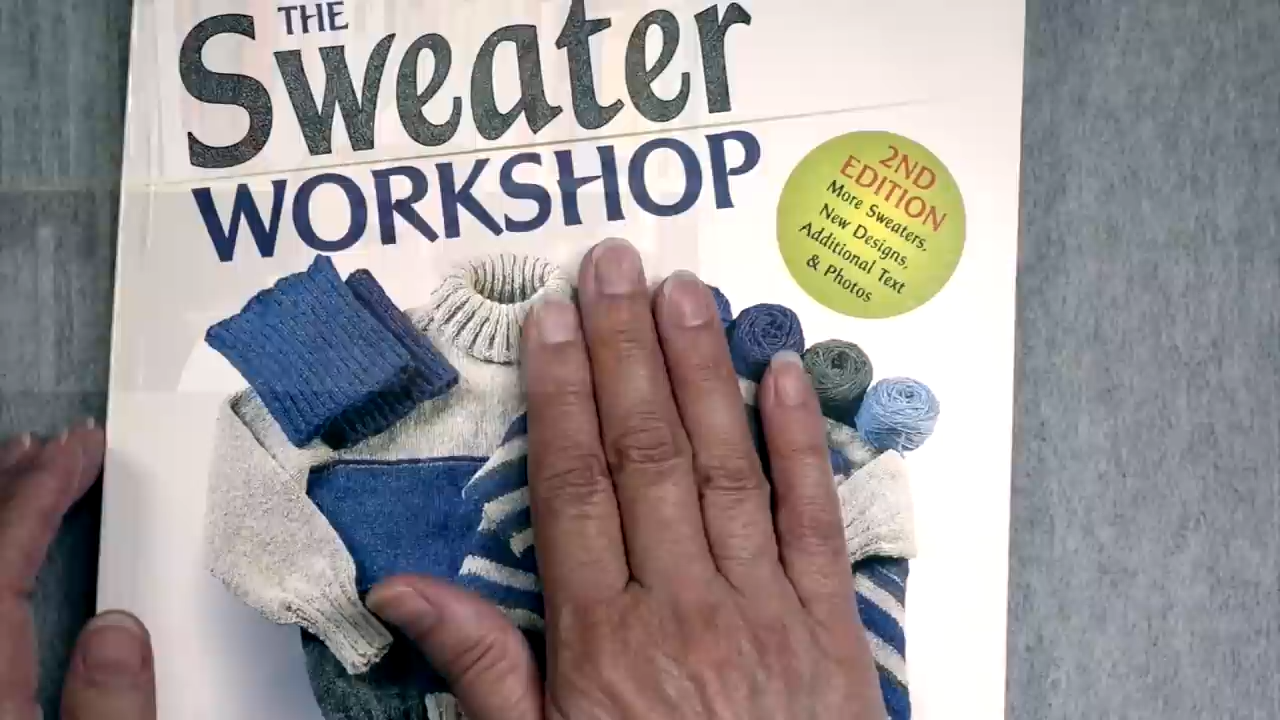 THE
Sweater
WORKSHOP
2ND
EDITION
More Sweaters,
New Designs,
Additional Text
& Photos